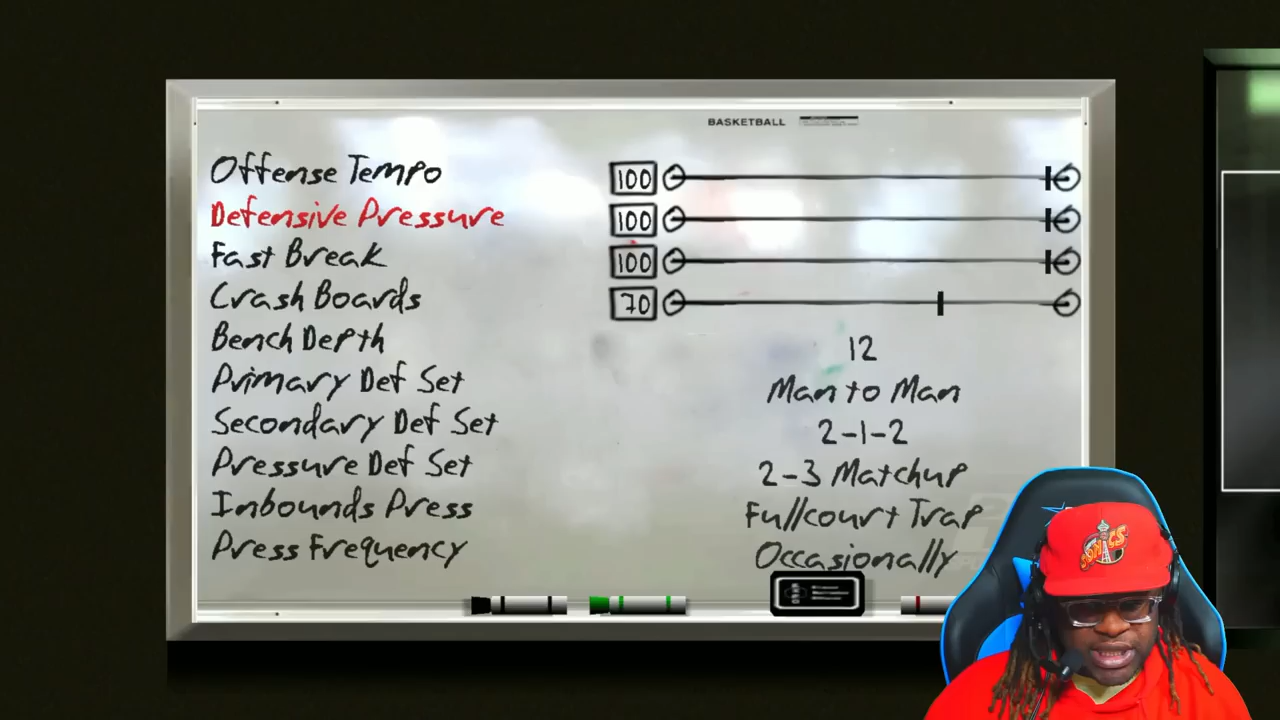 BASKETBALL
Offense Tempo 100
Defensive Pressure 100
Fast Break 100
Crash Boards 70
Bench Depth 12
Primary Def Set Man to Man
Secondary Def Set 2-1-2
Pressure Def Set 2-3 Matchup
Inbounds Press Fullcourt Trap
Press Frequency Occasionally
SONICS